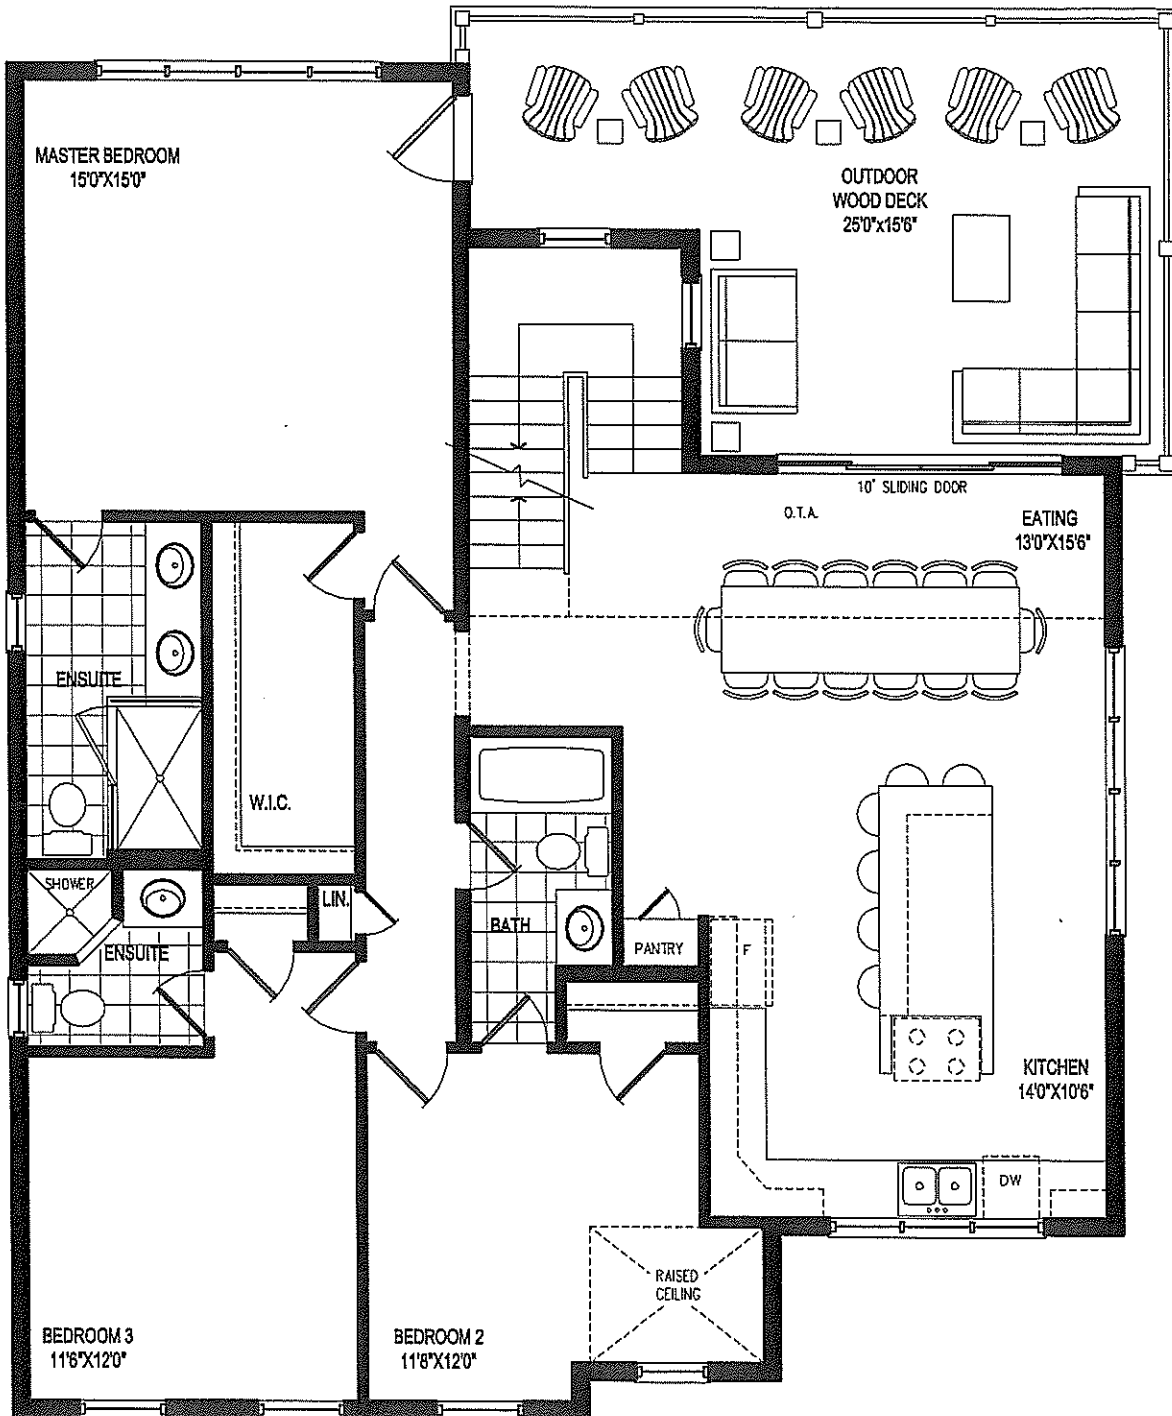 MASTER BEDROOM
15'0"X15'0"
OUTDOOR
WOOD DECK
25'0"x15'6"
10' SLIDING DOOR
O.T.A.
EATING
13'0"X15'6"
ENSUITE
W.I.C.
SHOWER
LIN.
ENSUITE
BATH
PANTRY
F
KITCHEN
14'0"X10'6"
DW
RAISED
CEILING
BEDROOM 3
11'6"X12'0"
BEDROOM 2
11'8"X12'0"